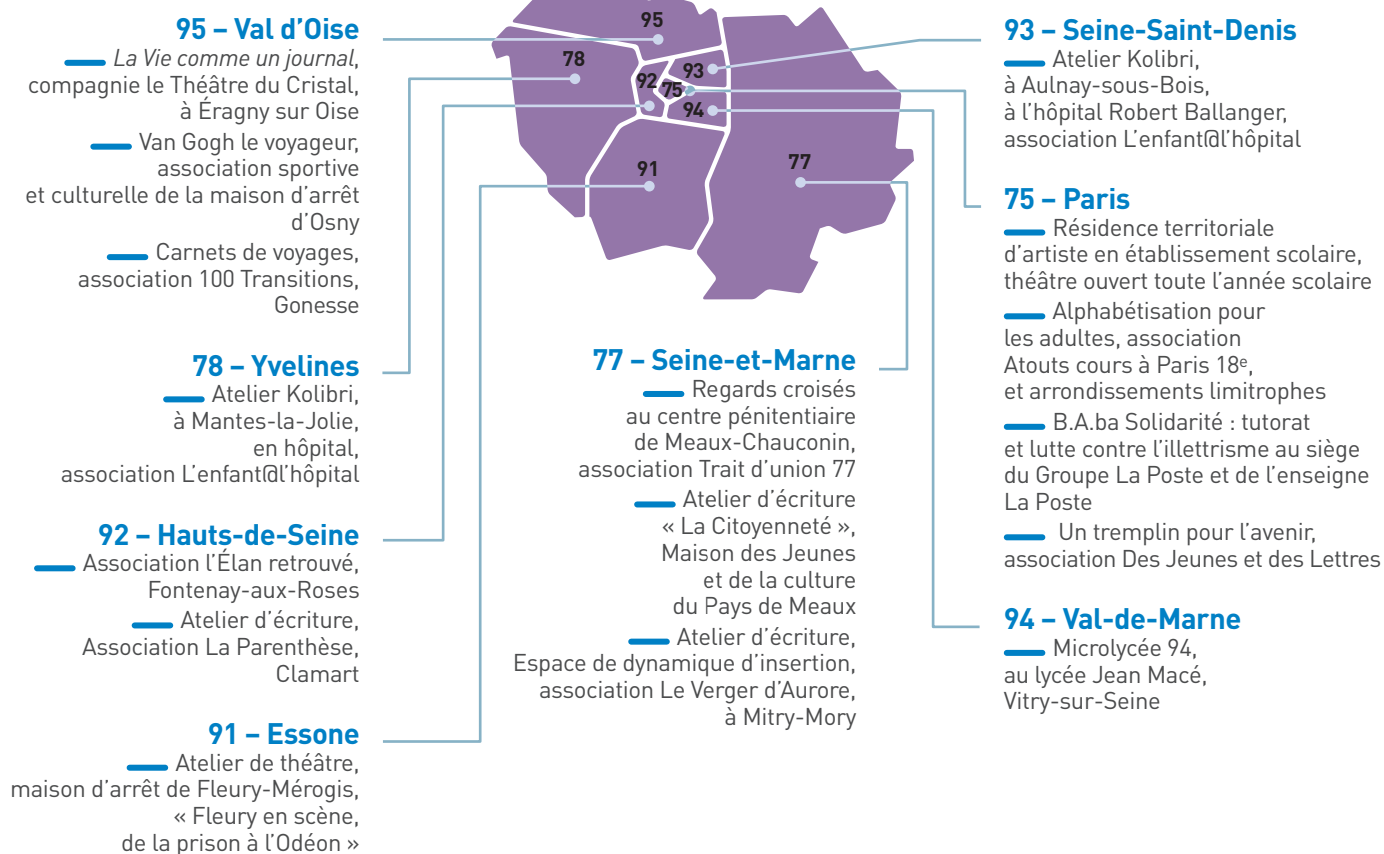 95 – Val d’Oise
La Vie comme un journal,
compagnie le Théâtre du Cristal,
à Éragny sur Oise
Van Gogh le voyageur,
association sportive
et culturelle de la maison d’arrêt
d’Osny
Carnets de voyages,
association 100 Transitions,
Gonesse
78 – Yvelines
Atelier Kolibri,
à Mantes-la-Jolie,
en hôpital,
association L’enfant@l’hôpital
92 – Hauts-de-Seine
Association l’Élan retrouvé,
Fontenay-aux-Roses
Atelier d’écriture,
Association La Parenthèse,
Clamart
91 – Essone
Atelier de théâtre,
maison d’arrêt de Fleury-Mérogis,
« Fleury en scène,
de la prison à l’Odéon »
95
78
92
93
75
94
91
77
77 – Seine-et-Marne
Regards croisés
au centre pénitentiaire
de Meaux-Chauconin,
association Trait d’union 77
Atelier d’écriture
« La Citoyenneté »,
Maison des Jeunes
et de la culture
du Pays de Meaux
Atelier d’écriture,
Espace de dynamique d’insertion,
association Le Verger d’Aurore,
à Mitry-Mory
93 – Seine-Saint-Denis
Atelier Kolibri,
à Aulnay-sous-Bois,
à l’hôpital Robert Ballanger,
association L’enfant@l’hôpital
75 – Paris
Résidence territoriale
d’artiste en établissement scolaire,
théâtre ouvert toute l’année scolaire
Alphabétisation pour
les adultes, association
Atouts cours à Paris 18e,
et arrondissements limitrophes
B.A.ba Solidarité : tutorat
et lutte contre l’illettrisme au siège
du Groupe La Poste et de l’enseigne
La Poste
Un tremplin pour l’avenir,
association Des Jeunes et des Lettres
94 – Val-de-Marne
Microlycée 94,
au lycée Jean Macé,
Vitry-sur-Seine